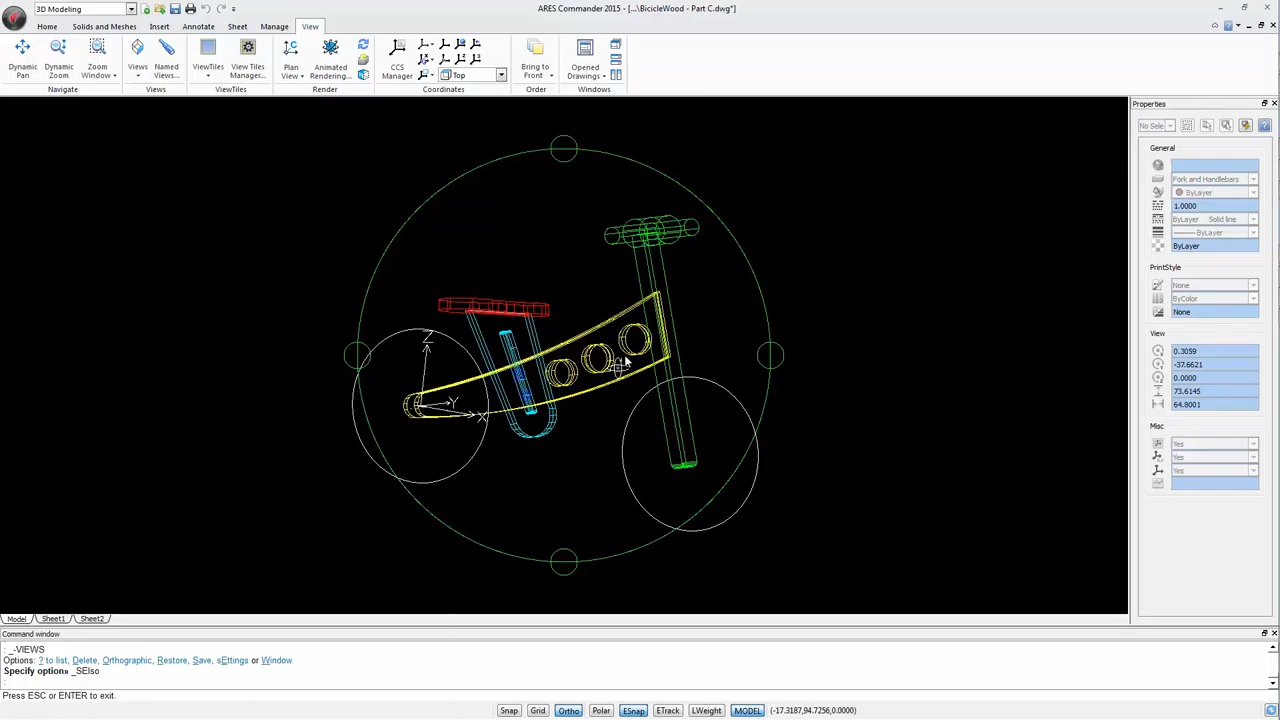 3D Modeling
ARES Commander 2015 - [...\BicicleWood - Part C.dwg*]
Home Solids and Meshes Insert Annotate Sheet Manage View
Dynamic Pan
Dynamic Zoom
Zoom Window
Views
Named Views...
ViewTiles
View Tiles Manager...
Plan View
Animated Rendering...
CCS Manager
Top
Bring to Front
Opened Drawings
Navigate Views ViewTiles Render Coordinates Order Windows
Properties
No Sele
General
Fork and Handlebars
ByLayer
1.0000
ByLayer Solid line
ByLayer
ByLayer
PrintStyle
None
ByColor
None
View
0.3059
-37.6621
0.0000
73.6145
64.8001
Misc
Yes
Yes
Yes
Z
Y
X
Model Sheet1 Sheet2
Command window
: _-VIEWS
Options: ? to list, Delete, Orthographic, Restore, Save, sEttings or Window
Specify option» _SEIso
:
Press ESC or ENTER to exit.
Snap Grid Ortho Polar ESnap ETrack LWeight MODEL (-17.3187,94.7256,0.0000)